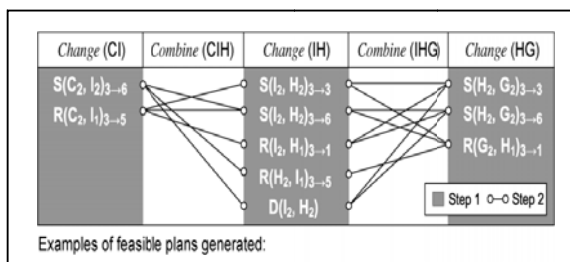 Change (CI) Combine (CIH) Change (IH) Combine (IHG) Change (HG)
S(C₂, I₂)₃→₆ S(I₂, H₂)₃→₃ S(H₂, G₂)₃→₃
R(C₂, I₁)₃→₅ S(I₂, H₂)₃→₆ S(H₂, G₂)₃→₆
R(I₂, H₁)₃→₁ R(G₂, H₁)₃→₁
R(H₂, I₁)₃→₅
D(I₂, H₂)
Step 1 Step 2
Examples of feasible plans generated: